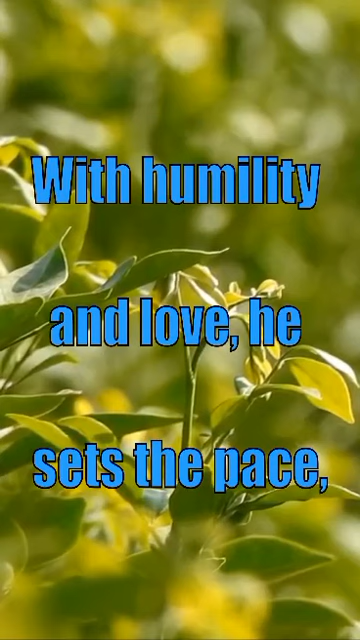 With humility
and love, he
sets the pace,